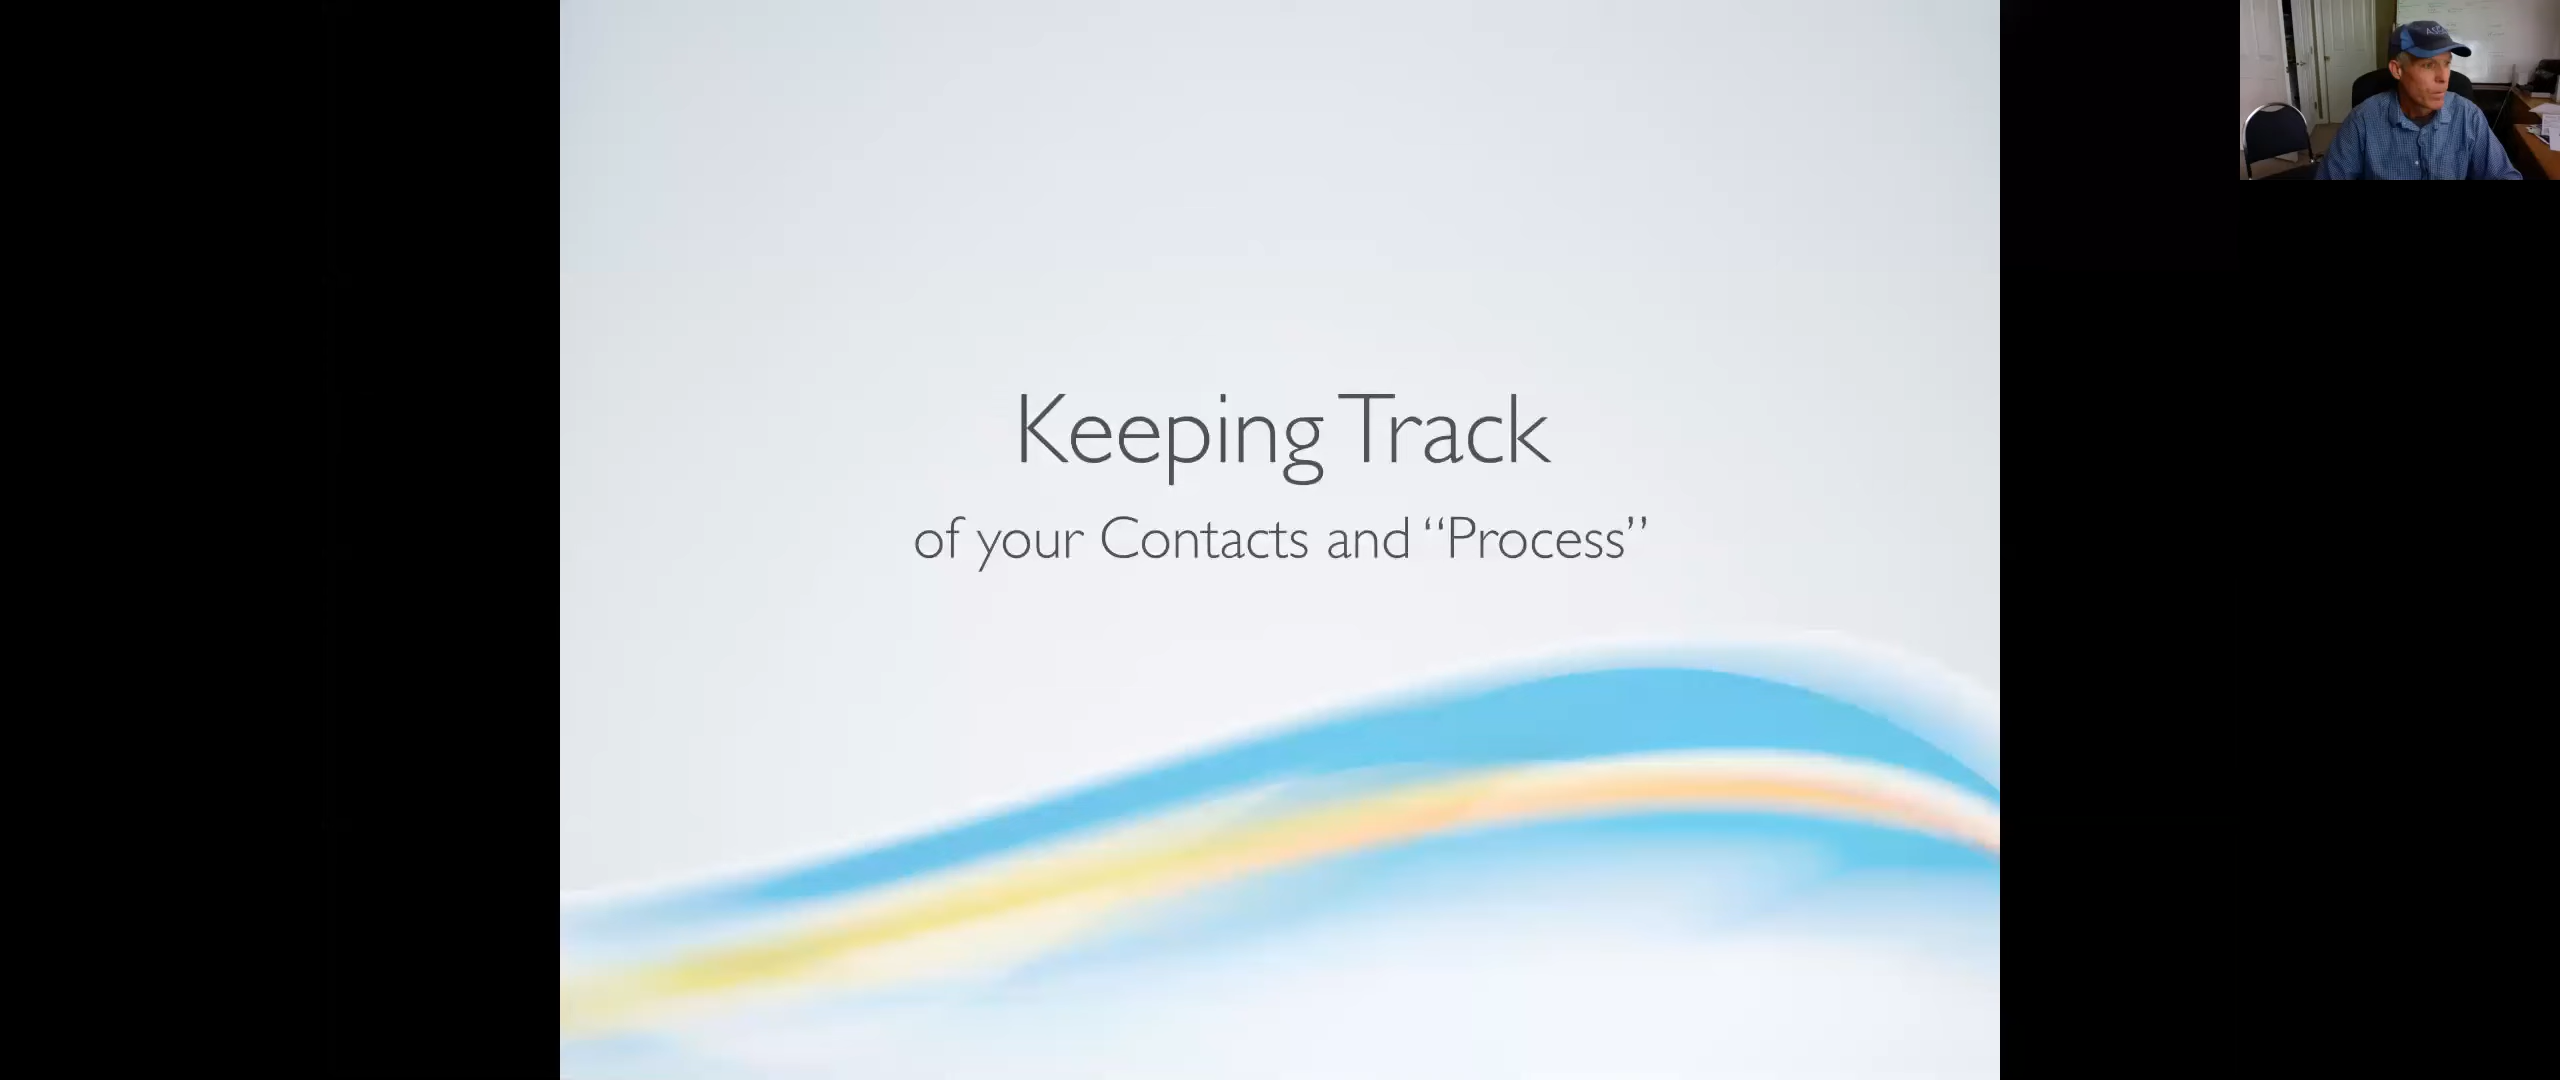 Keeping Track
of your Contacts and “Process”